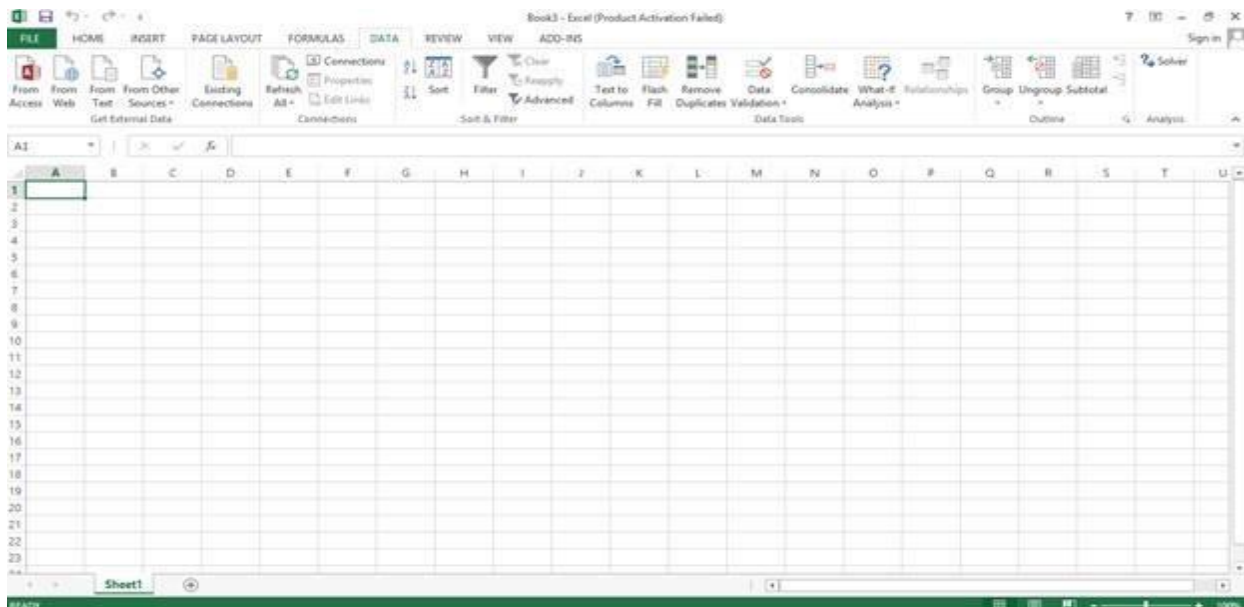 Book3 - Excel (Product Activation Failed)
FILE HOME INSERT PAGE LAYOUT FORMULAS DATA REVIEW VIEW ADD-INS Sign in
From Access From Web From Text From Other Sources Existing Connections Refresh All Connections Properties Edit Links Sort Filter Clear Reapply Advanced Text to Columns Flash Fill Remove Duplicates Data Validation Consolidate What-If Analysis Relationships Group Ungroup Subtotal Solver
Get External Data Connections Sort & Filter Data Tools Outline Analysis
A1 fx
A B C D E F G H I J K L M N O P Q R S T U
1
2
3
4
5
6
7
8
9
10
11
12
13
14
15
16
17
18
19
20
21
22
23
Sheet1
READY 100%